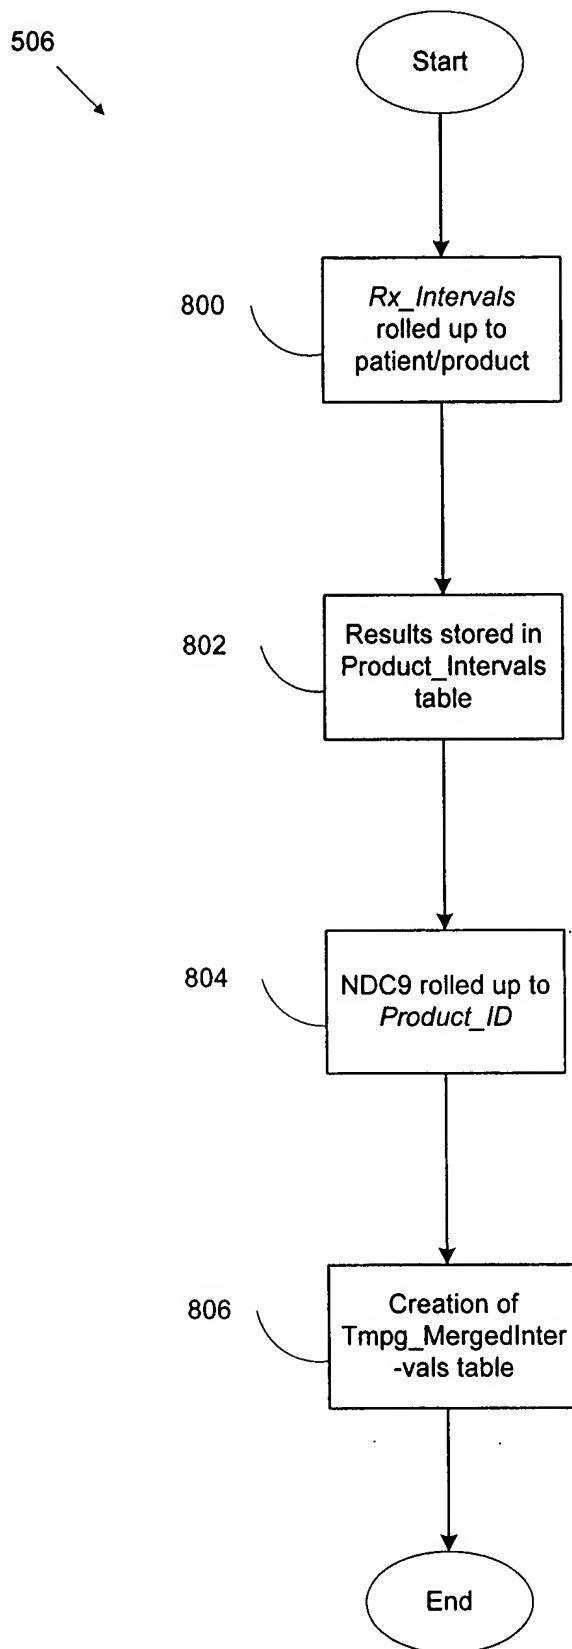 506
Start
800
Rx_Intervals
rolled up to
patient/product
802
Results stored in
Product_Intervals
table
804
NDC9 rolled up to
Product_ID
806
Creation of
Tmpg_MergedInter
-vals table
End